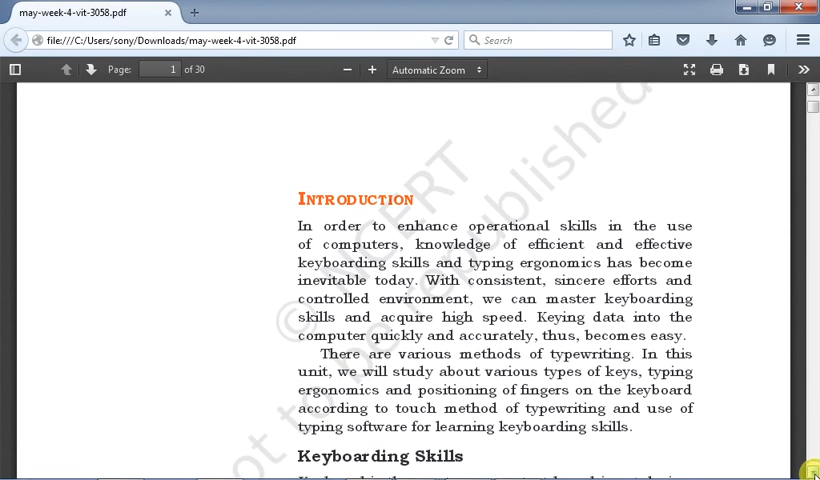 may-week-4-vit-3058.pdf
file:///C:/Users/sony/Downloads/may-week-4-vit-3058.pdf
Search
Page: 1 of 30
Automatic Zoom
INTRODUCTION
In order to enhance operational skills in the use
of computers, knowledge of efficient and effective
keyboarding skills and typing ergonomics has become
inevitable today. With consistent, sincere efforts and
controlled environment, we can master keyboarding
skills and acquire high speed. Keying data into the
computer quickly and accurately, thus, becomes easy.
There are various methods of typewriting. In this
unit, we will study about various types of keys, typing
ergonomics and positioning of fingers on the keyboard
according to touch method of typewriting and use of
typing software for learning keyboarding skills.
Keyboarding Skills
© NCERT
not to be republished